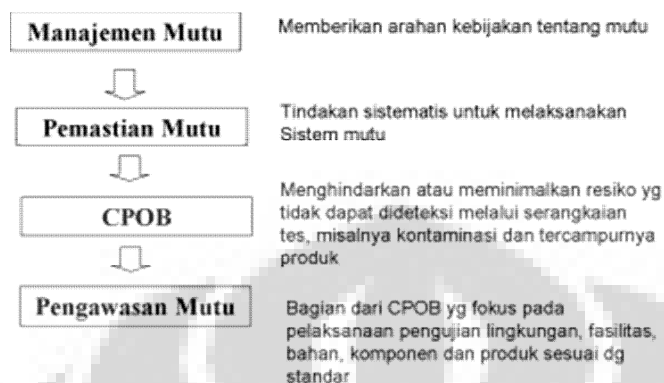 Manajemen Mutu
Memberikan arahan kebijakan tentang mutu
Pemastian Mutu
Tindakan sistematis untuk melaksanakan
Sistem mutu
CPOB
Menghindarkan atau meminimalkan resiko yg
tidak dapat dideteksi melalui serangkaian
tes, misalnya kontaminasi dan tercampurnya
produk
Pengawasan Mutu
Bagian dari CPOB yg fokus pada
pelaksanaan pengujian lingkungan, fasilitas,
bahan, komponen dan produk sesuai dg
standar